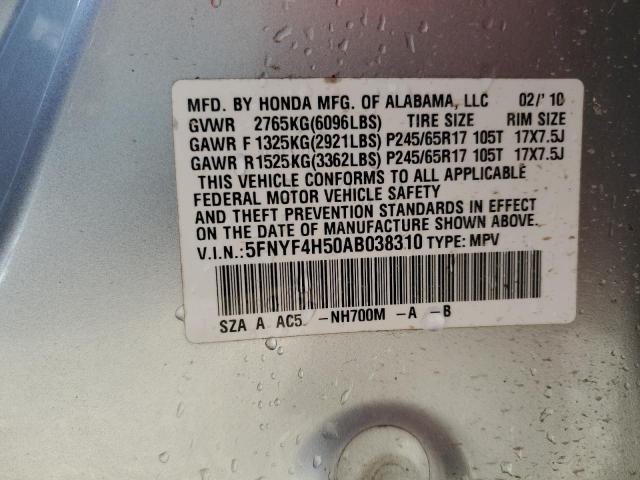 MFD. BY HONDA MFG. OF ALABAMA, LLC 02/'10
GVWR 2765KG(6096LBS) TIRE SIZE RIM SIZE
GAWR F 1325KG(2921LBS) P245/65R17 105T 17X7.5J
GAWR R 1525KG(3362LBS) P245/65R17 105T 17X7.5J
THIS VEHICLE CONFORMS TO ALL APPLICABLE
FEDERAL MOTOR VEHICLE SAFETY
AND THEFT PREVENTION STANDARDS IN EFFECT
ON THE DATE OF MANUFACTURE SHOWN ABOVE.
V.I.N.:5FNYF4H50AB038310 TYPE: MPV
SZA A AC5 -NH700M -A -B